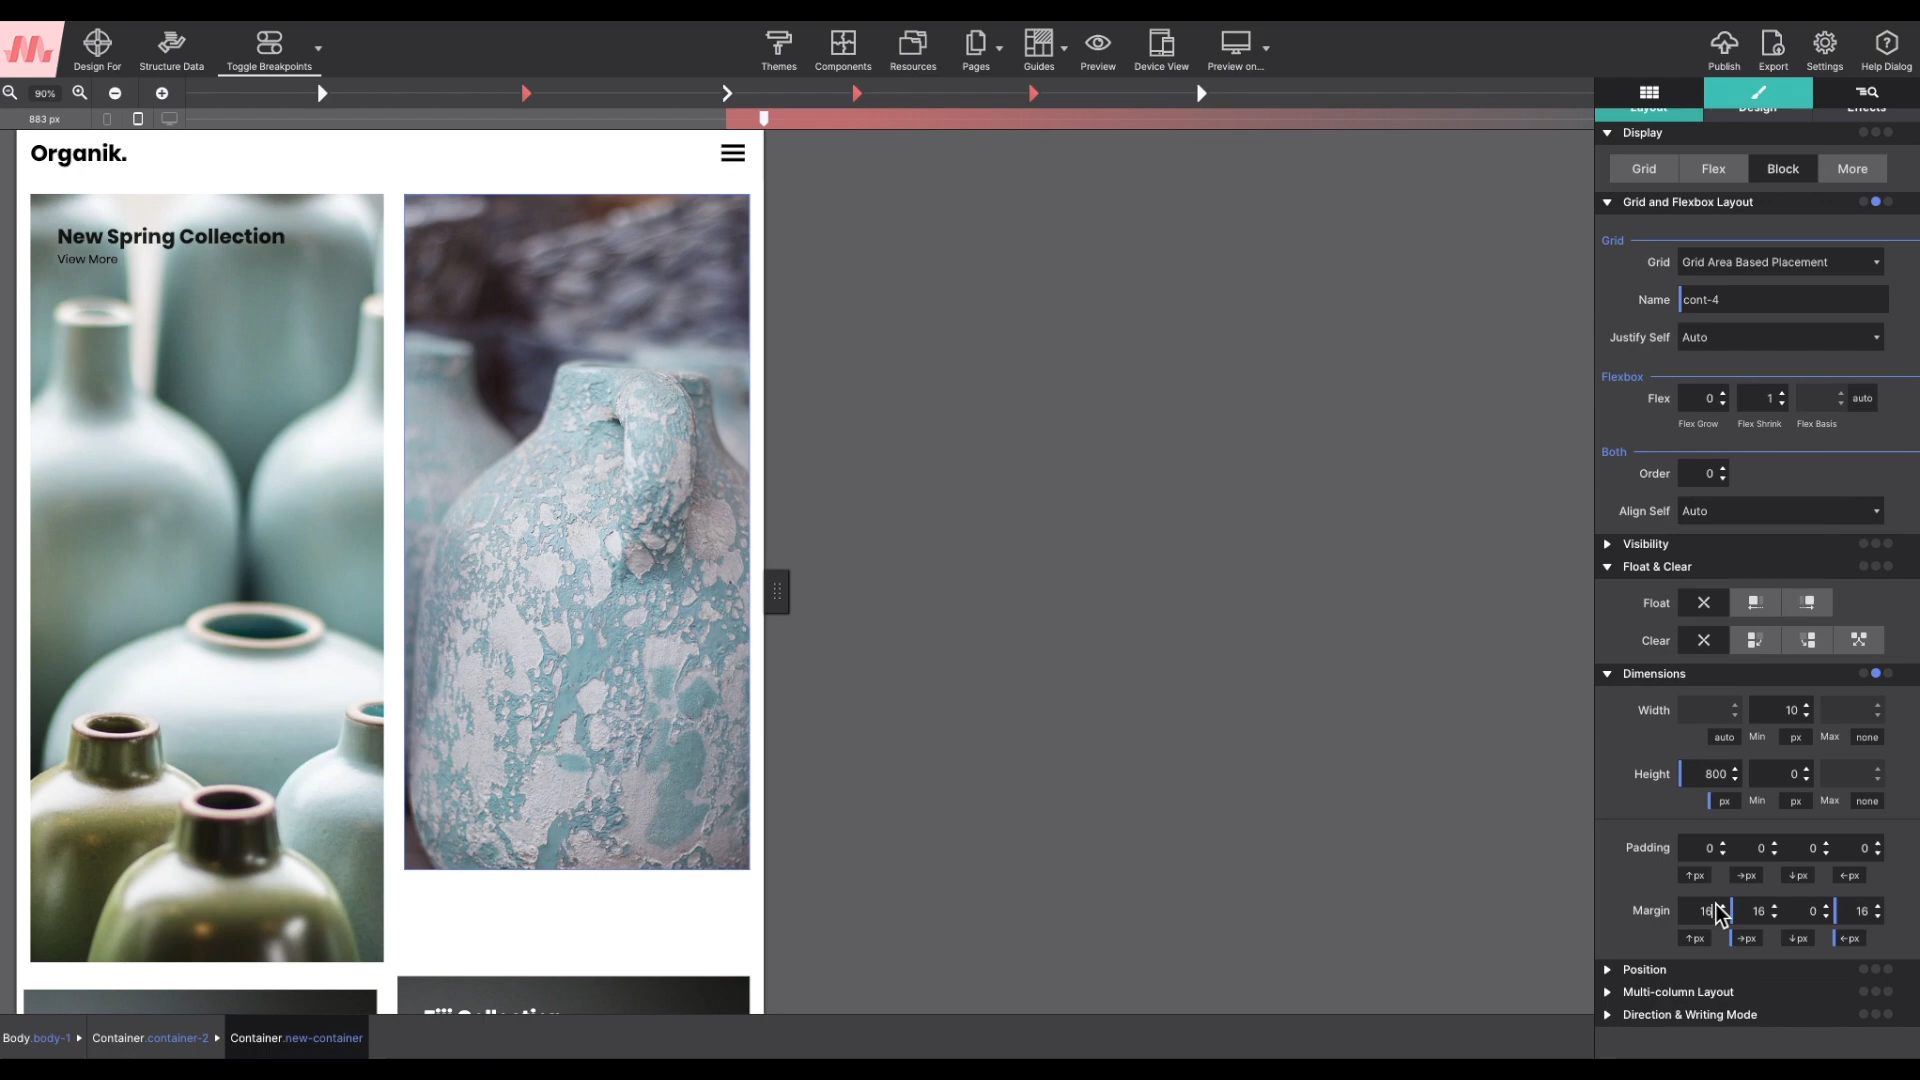 Design For
Structure Data
Toggle Breakpoints
Themes
Components
Resources
Pages
Guides
Preview
Device View
Preview on...
Publish
Export
Settings
Help Dialog
90%
883 px
Layout
Design
Effects
Organik.
New Spring Collection
View More
Fiji Collection
Display
Grid
Flex
Block
More
Grid and Flexbox Layout
Grid
Grid
Grid Area Based Placement
Name
cont-4
Justify Self
Auto
Flexbox
Flex
0
1
auto
Flex Grow
Flex Shrink
Flex Basis
Both
Order
0
Align Self
Auto
Visibility
Float & Clear
Float
Clear
Dimensions
Width
10
auto
Min
px
Max
none
Height
800
0
px
Min
px
Max
none
Padding
0
0
0
0
↑px
→px
↓px
←px
Margin
16
16
0
16
↑px
→px
↓px
←px
Position
Multi-column Layout
Direction & Writing Mode
Body.body-1
Container.container-2
Container.new-container